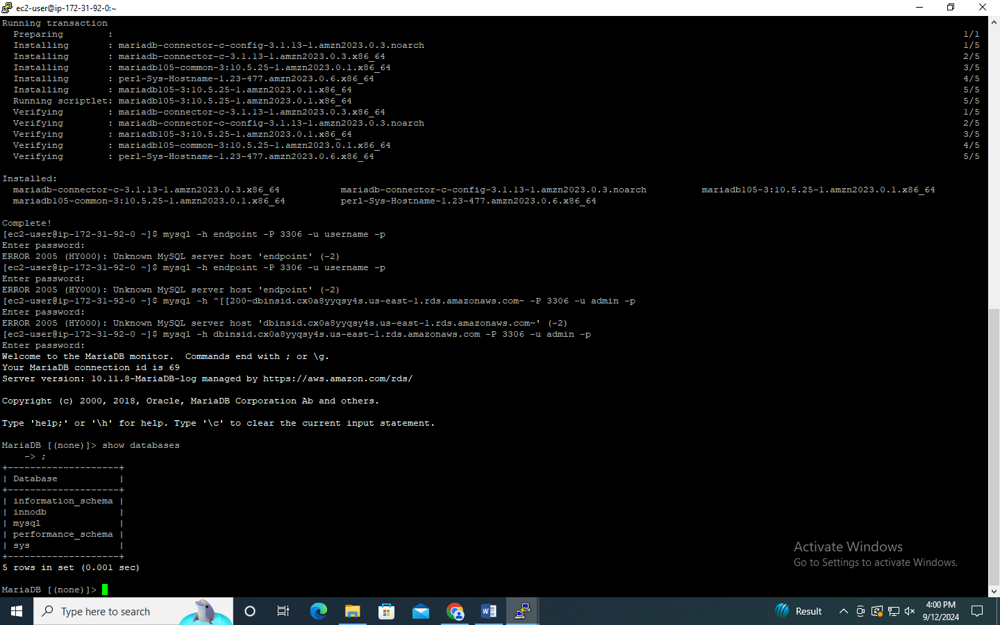 ec2-user@ip-172-31-92-0:~
Running transaction
  Preparing        :                                                        1/1
  Installing       : mariadb-connector-c-config-3.1.13-1.amzn2023.0.3.noarch 1/5
  Installing       : mariadb-connector-c-3.1.13-1.amzn2023.0.3.x86_64 2/5
  Installing       : mariadb105-common-3:10.5.25-1.amzn2023.0.1.x86_64 3/5
  Installing       : perl-Sys-Hostname-1.23-477.amzn2023.0.6.x86_64 4/5
  Installing       : mariadb105-3:10.5.25-1.amzn2023.0.1.x86_64 5/5
  Running scriptlet: mariadb105-3:10.5.25-1.amzn2023.0.1.x86_64 5/5
  Verifying        : mariadb-connector-c-3.1.13-1.amzn2023.0.3.x86_64 1/5
  Verifying        : mariadb-connector-c-config-3.1.13-1.amzn2023.0.3.noarch 2/5
  Verifying        : mariadb105-3:10.5.25-1.amzn2023.0.1.x86_64 3/5
  Verifying        : mariadb105-common-3:10.5.25-1.amzn2023.0.1.x86_64 4/5
  Verifying        : perl-Sys-Hostname-1.23-477.amzn2023.0.6.x86_64 5/5
Installed:
  mariadb-connector-c-3.1.13-1.amzn2023.0.3.x86_64 mariadb-connector-c-config-3.1.13-1.amzn2023.0.3.noarch mariadb105-3:10.5.25-1.amzn2023.0.1.x86_64
  mariadb105-common-3:10.5.25-1.amzn2023.0.1.x86_64 perl-Sys-Hostname-1.23-477.amzn2023.0.6.x86_64
Complete!
[ec2-user@ip-172-31-92-0 ~]$ mysql -h endpoint -P 3306 -u username -p
Enter password:
ERROR 2005 (HY000): Unknown MySQL server host 'endpoint' (-2)
[ec2-user@ip-172-31-92-0 ~]$ mysql -h endpoint -P 3306 -u username -p
Enter password:
ERROR 2005 (HY000): Unknown MySQL server host 'endpoint' (-2)
[ec2-user@ip-172-31-92-0 ~]$ mysql -h ^[[200~dbinsid.cx0a8yyqsy4s.us-east-1.rds.amazonaws.com~ -P 3306 -u admin -p
Enter password:
ERROR 2005 (HY000): Unknown MySQL server host 'dbinsid.cx0a8yyqsy4s.us-east-1.rds.amazonaws.com~' (-2)
[ec2-user@ip-172-31-92-0 ~]$ mysql -h dbinsid.cx0a8yyqsy4s.us-east-1.rds.amazonaws.com -P 3306 -u admin -p
Enter password:
Welcome to the MariaDB monitor.  Commands end with ; or \g.
Your MariaDB connection id is 69
Server version: 10.11.8-MariaDB-log managed by https://aws.amazon.com/rds/
Copyright (c) 2000, 2018, Oracle, MariaDB Corporation Ab and others.
Type 'help;' or '\h' for help. Type '\c' to clear the current input statement.
MariaDB [(none)]> show databases
    -> ;
+--------------------+
| Database           |
+--------------------+
| information_schema |
| innodb             |
| mysql              |
| performance_schema |
| sys                |
+--------------------+
5 rows in set (0.001 sec)
MariaDB [(none)]>
Activate Windows
Go to Settings to activate Windows.
Type here to search
Result
4:00 PM
9/12/2024